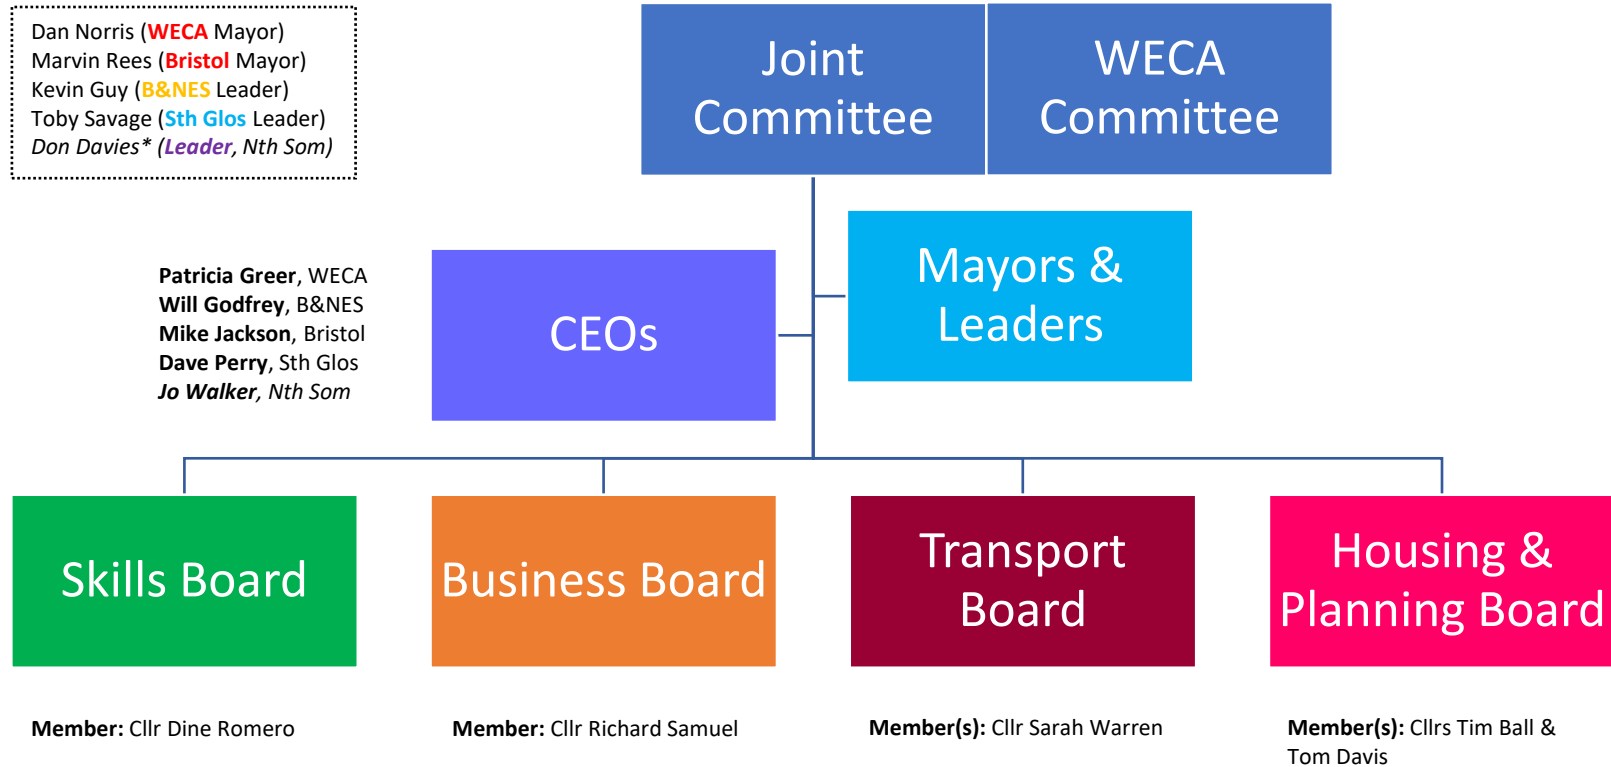 Dan Norris (WECA Mayor)
Marvin Rees (Bristol Mayor)
Kevin Guy (B&NES Leader)
Toby Savage (Sth Glos Leader)
Don Davies* (Leader, Nth Som)
Joint
Committee
WECA
Committee
Mayors &
Leaders
Patricia Greer, WECA
Will Godfrey, B&NES
Mike Jackson, Bristol
Dave Perry, Sth Glos
Jo Walker, Nth Som
CEOs
Skills Board
Business Board
Transport
Board
Housing &
Planning Board
Member: Cllr Dine Romero
Member: Cllr Richard Samuel
Member(s): Cllr Sarah Warren
Member(s): Cllrs Tim Ball &
Tom Davis